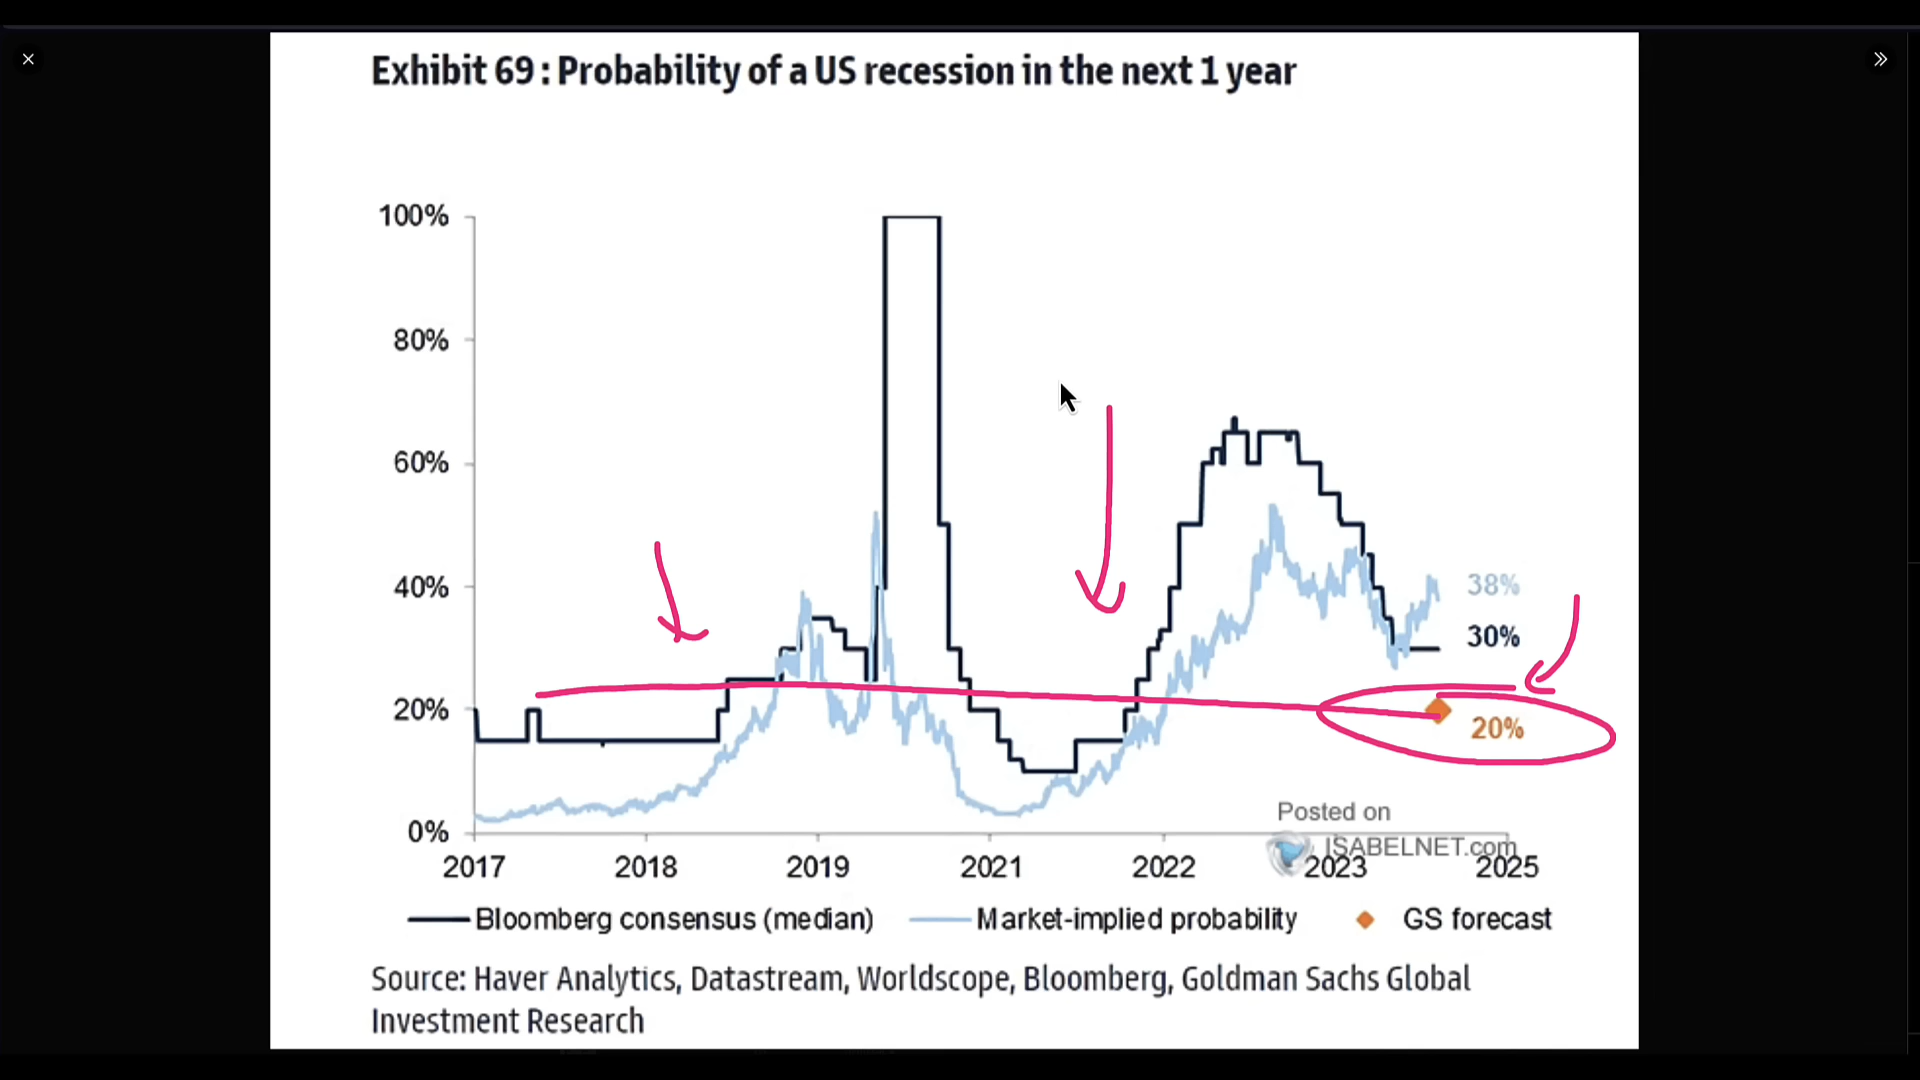 Exhibit 69 : Probability of a US recession in the next 1 year
100%
80%
60%
40%
20%
0%
38%
30%
20%
Posted on
ISABELNET.com
2017 2018 2019 2021 2022 2023 2025
Bloomberg consensus (median) Market-implied probability GS forecast
Source: Haver Analytics, Datastream, Worldscope, Bloomberg, Goldman Sachs Global
Investment Research